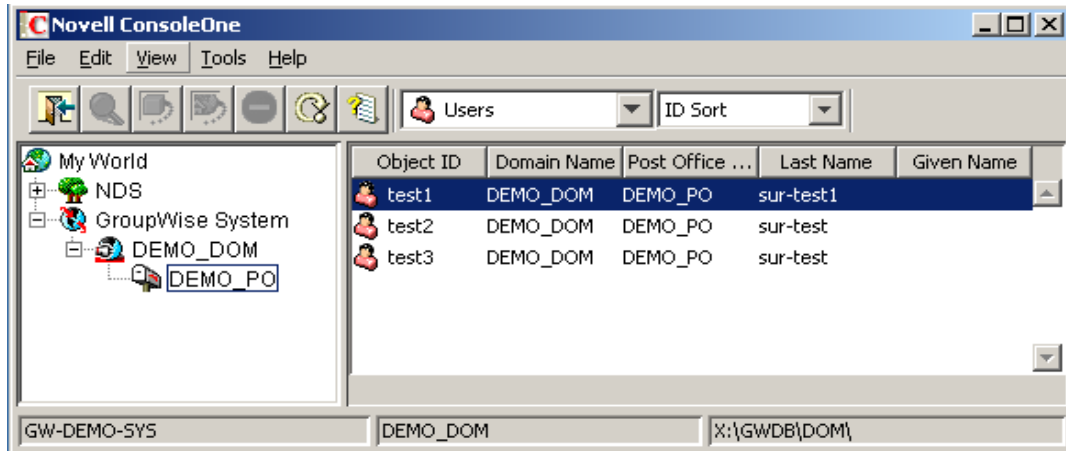 Novell ConsoleOne
File Edit View Tools Help
Users ID Sort
My World
NDS
GroupWise System
DEMO_DOM
DEMO_PO
Object ID Domain Name Post Office ... Last Name Given Name
test1 DEMO_DOM DEMO_PO sur-test1
test2 DEMO_DOM DEMO_PO sur-test
test3 DEMO_DOM DEMO_PO sur-test
GW-DEMO-SYS DEMO_DOM X:\GWDB\DOM\